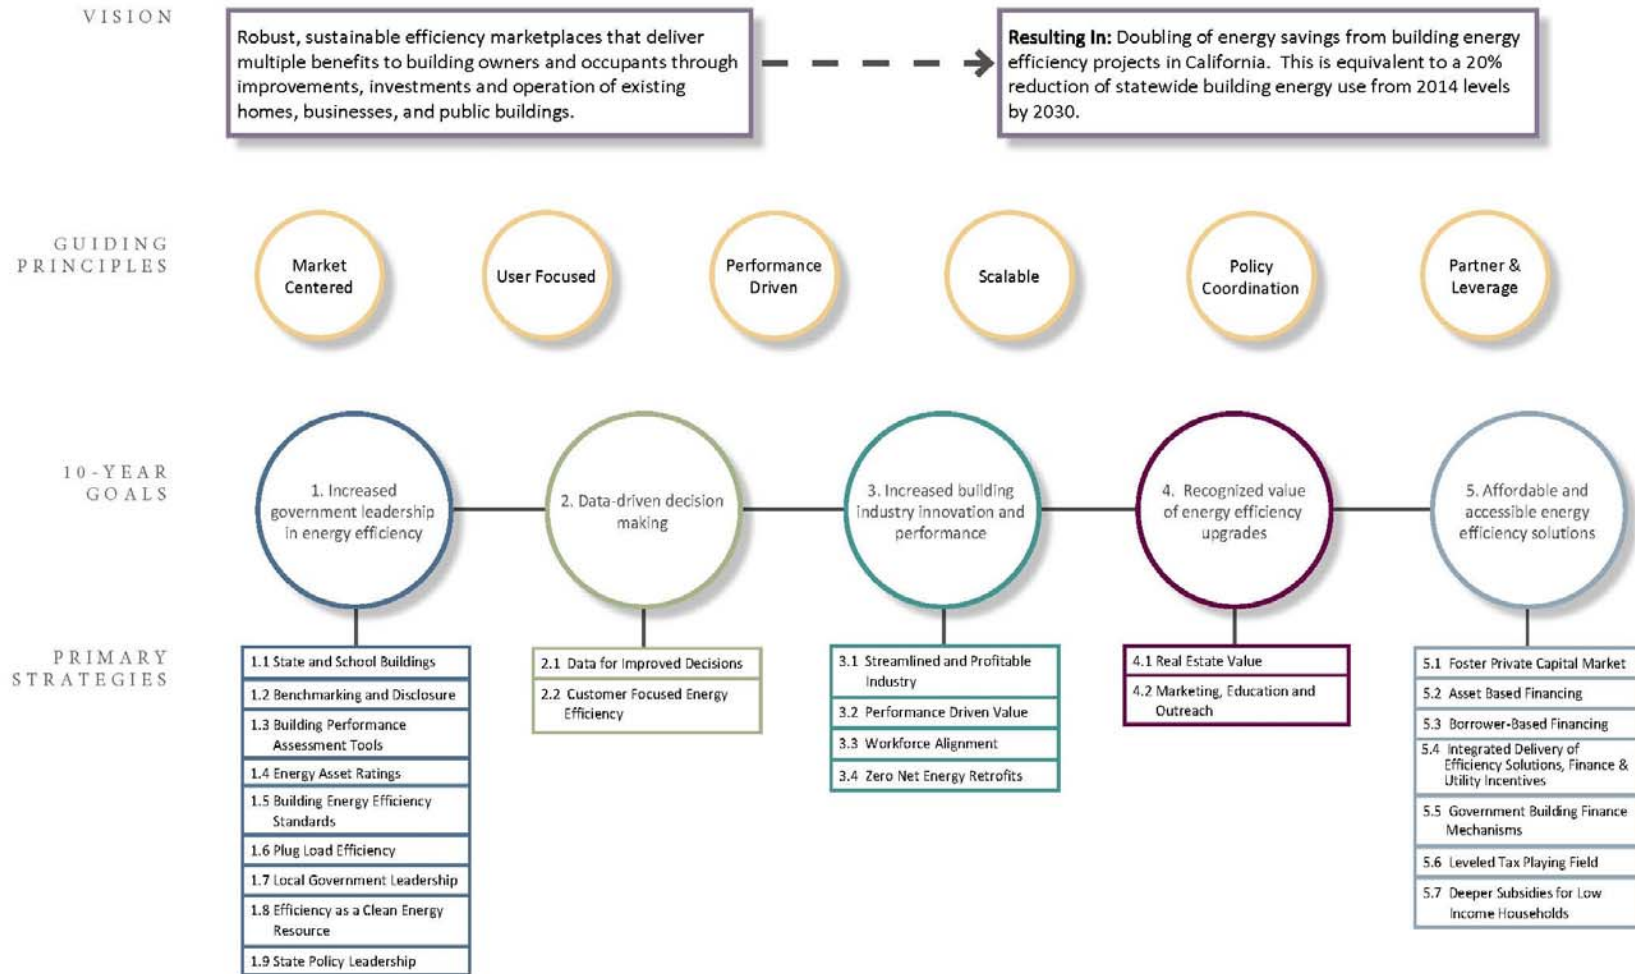 VISION
Robust, sustainable efficiency marketplaces that deliver
multiple benefits to building owners and occupants through
improvements, investments and operation of existing
homes, businesses, and public buildings.
Resulting In: Doubling of energy savings from building energy
efficiency projects in California. This is equivalent to a 20%
reduction of statewide building energy use from 2014 levels
by 2030.
GUIDING
PRINCIPLES
Market
Centered
User Focused
Performance
Driven
Scalable
Policy
Coordination
Partner &
Leverage
10-YEAR
GOALS
1. Increased
government leadership
in energy efficiency
2. Data-driven decision
making
3. Increased building
industry innovation and
performance
4. Recognized value
of energy efficiency
upgrades
5. Affordable and
accessible energy
efficiency solutions
PRIMARY
STRATEGIES
1.1 State and School Buildings
1.2 Benchmarking and Disclosure
1.3 Building Performance
Assessment Tools
1.4 Energy Asset Ratings
1.5 Building Energy Efficiency
Standards
1.6 Plug Load Efficiency
1.7 Local Government Leadership
1.8 Efficiency as a Clean Energy
Resource
1.9 State Policy Leadership
2.1 Data for Improved Decisions
2.2 Customer Focused Energy
Efficiency
3.1 Streamlined and Profitable
Industry
3.2 Performance Driven Value
3.3 Workforce Alignment
3.4 Zero Net Energy Retrofits
4.1 Real Estate Value
4.2 Marketing, Education and
Outreach
5.1 Foster Private Capital Market
5.2 Asset Based Financing
5.3 Borrower-Based Financing
5.4 Integrated Delivery of
Efficiency Solutions, Finance &
Utility Incentives
5.5 Government Building Finance
Mechanisms
5.6 Leveled Tax Playing Field
5.7 Deeper Subsidies for Low
Income Households